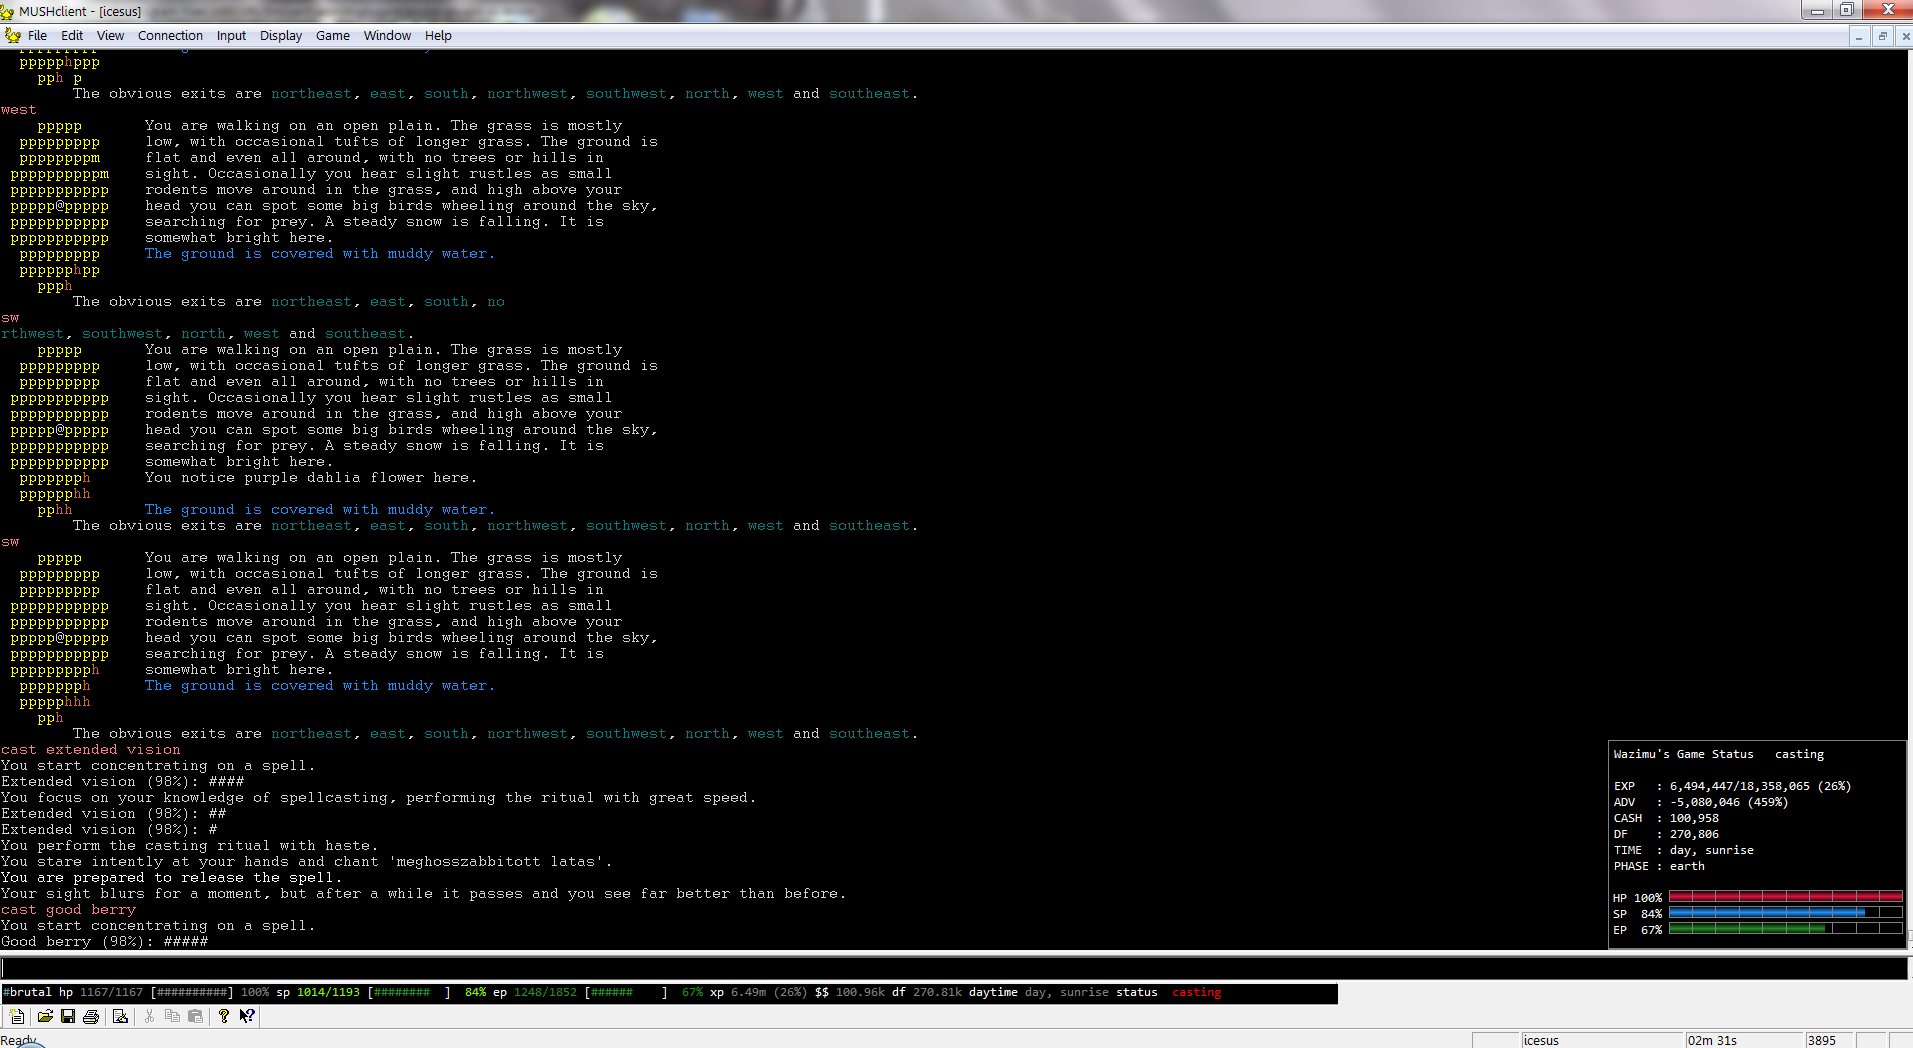 MUSHclient - [icesus]
File Edit View Connection Input Display Game Window Help
ppppphppp
pph p
The obvious exits are northeast, east, south, northwest, southwest, north, west and southeast.
west
ppppp You are walking on an open plain. The grass is mostly
ppppppppp low, with occasional tufts of longer grass. The ground is
ppppppppm flat and even all around, with no trees or hills in
ppppppppppm sight. Occasionally you hear slight rustles as small
ppppppppppp rodents move around in the grass, and high above your
ppppp@ppppp head you can spot some big birds wheeling around the sky,
ppppppppppp searching for prey. A steady snow is falling. It is
ppppppppppp somewhat bright here.
ppppppppp The ground is covered with muddy water.
pppppphpp
ppph
The obvious exits are northeast, east, south, no
sw
rthwest, southwest, north, west and southeast.
ppppp You are walking on an open plain. The grass is mostly
ppppppppp low, with occasional tufts of longer grass. The ground is
ppppppppp flat and even all around, with no trees or hills in
ppppppppppp sight. Occasionally you hear slight rustles as small
ppppppppppp rodents move around in the grass, and high above your
ppppp@ppppp head you can spot some big birds wheeling around the sky,
ppppppppppp searching for prey. A steady snow is falling. It is
ppppppppppp somewhat bright here.
ppppppph You notice purple dahlia flower here.
pppppphh
pphh The ground is covered with muddy water.
The obvious exits are northeast, east, south, northwest, southwest, north, west and southeast.
sw
ppppp You are walking on an open plain. The grass is mostly
ppppppppp low, with occasional tufts of longer grass. The ground is
ppppppppp flat and even all around, with no trees or hills in
ppppppppppp sight. Occasionally you hear slight rustles as small
ppppppppppp rodents move around in the grass, and high above your
ppppp@ppppp head you can spot some big birds wheeling around the sky,
ppppppppppp searching for prey. A steady snow is falling. It is
ppppppppph somewhat bright here.
ppppppph The ground is covered with muddy water.
ppppphhh
pph
The obvious exits are northeast, east, south, northwest, southwest, north, west and southeast.
cast extended vision
You start concentrating on a spell.
Extended vision (98%): ####
You focus on your knowledge of spellcasting, performing the ritual with great speed.
Extended vision (98%): ##
Extended vision (98%): #
You perform the casting ritual with haste.
You stare intently at your hands and chant 'meghosszabbitott latas'.
You are prepared to release the spell.
Your sight blurs for a moment, but after a while it passes and you see far better than before.
cast good berry
You start concentrating on a spell.
Good berry (98%): #####
Wazimu's Game Status casting
EXP : 6,494,447/18,358,065 (26%)
ADV : -5,080,046 (459%)
CASH : 100,958
DF : 270,806
TIME : day, sunrise
PHASE : earth
HP 100%
SP 84%
EP 67%
#brutal hp 1167/1167 [##########] 100% sp 1014/1193 [######## ] 84% ep 1248/1852 [###### ] 67% xp 6.49m (26%) $$ 100.96k df 270.81k daytime day, sunrise status casting
Ready
icesus
02m 31s
3895